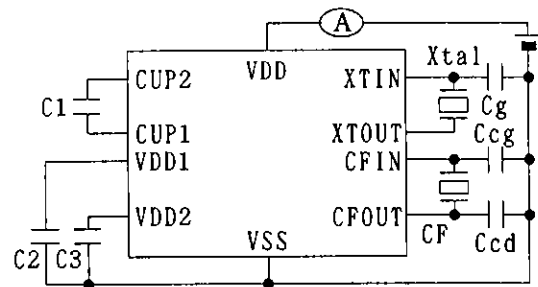 A
VDD
Xtal
CUP2
XTIN
C1
Cg
CUP1
XTOUT
Ccg
VDD1
CFIN
VDD2
CFOUT
CF
VSS
C2
C3
Ccd